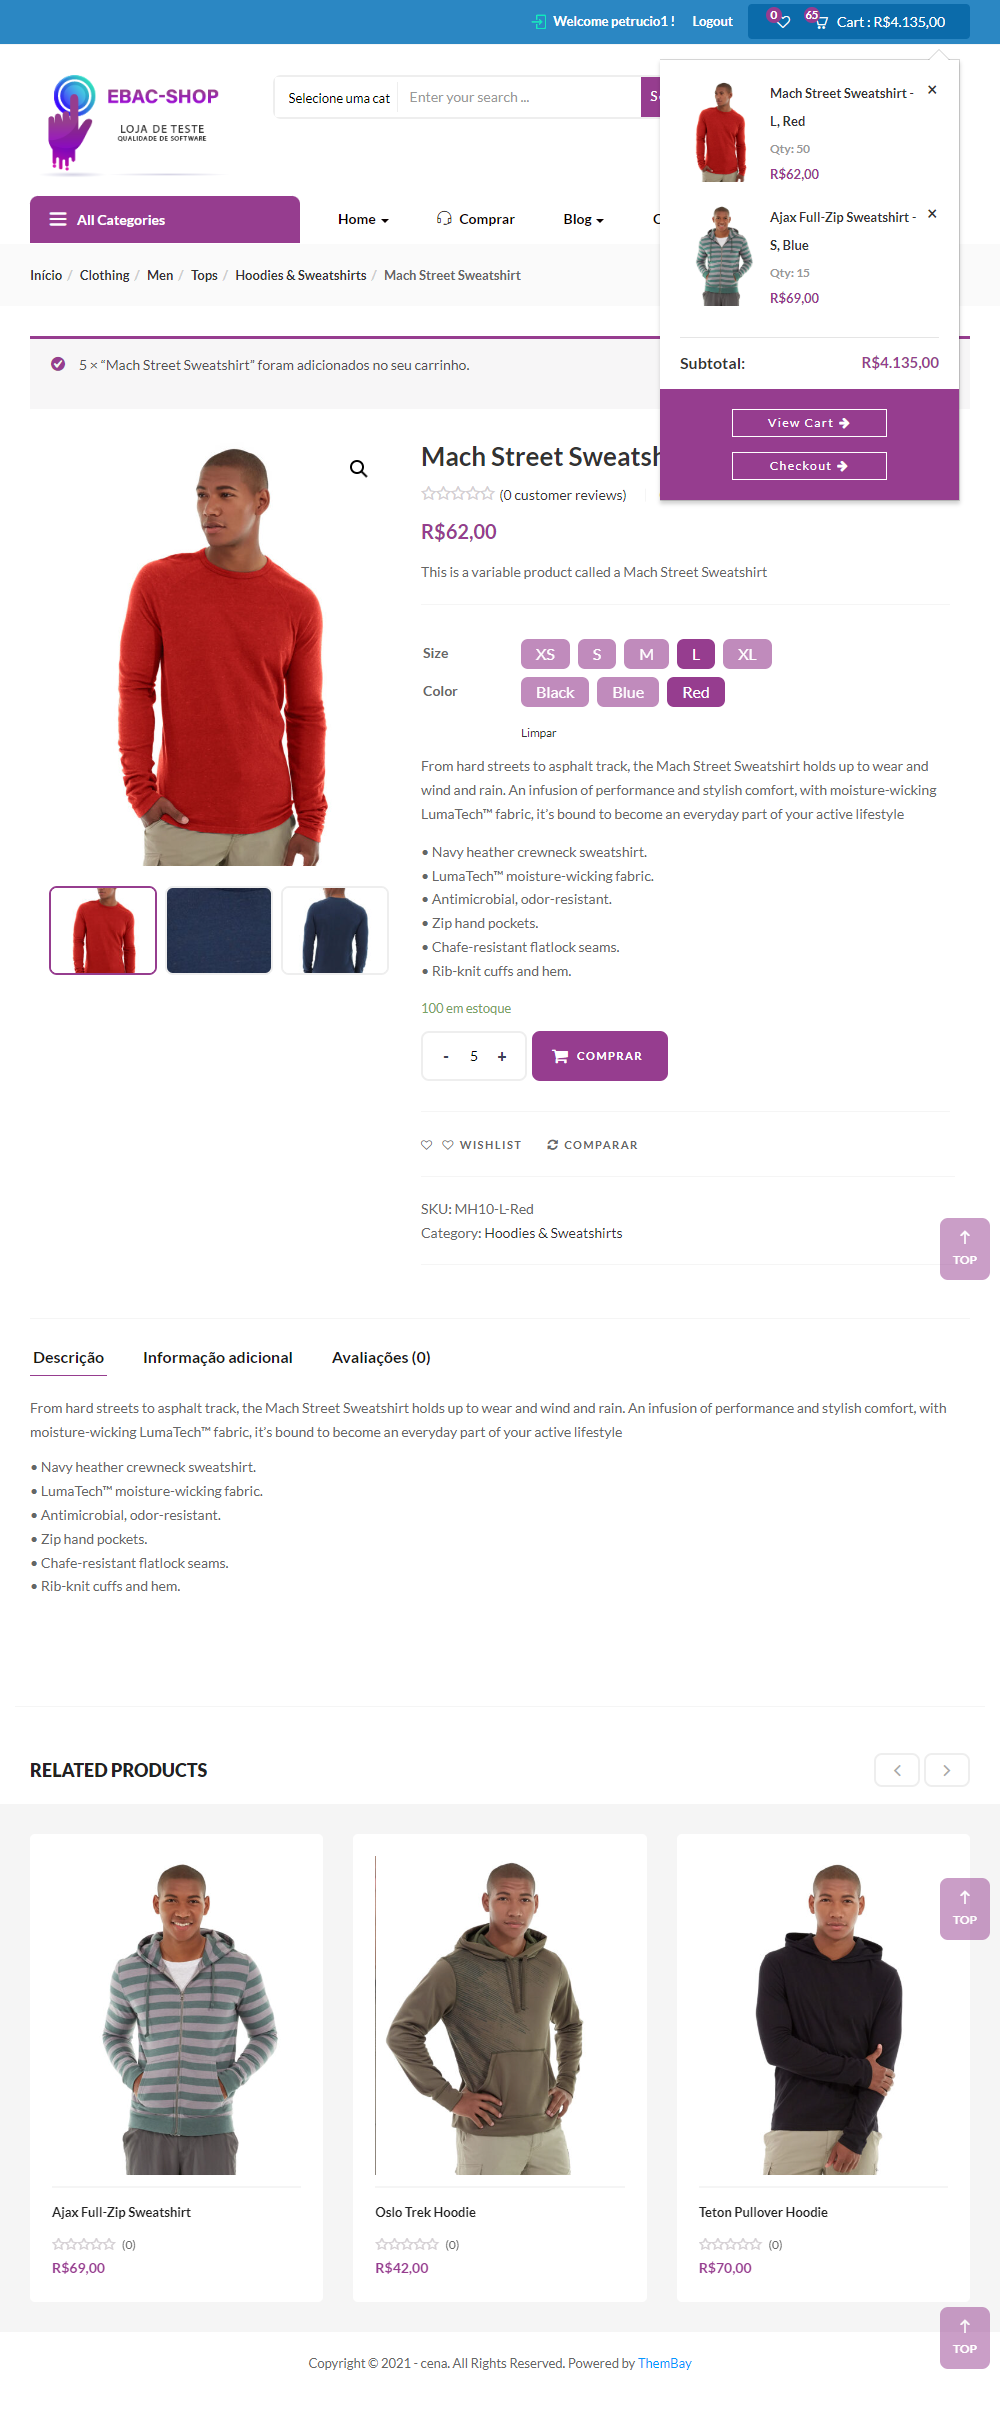 Welcome petrucio1 !
Logout
0
65
Cart : R$4.135,00
EBAC-SHOP
LOJA DE TESTE
QUALIDADE DE SOFTWARE
Selecione uma cat
Enter your search ...
Mach Street Sweatshirt -
L, Red
Qty: 50
R$62,00
Ajax Full-Zip Sweatshirt -
S, Blue
Qty: 15
R$69,00
Subtotal: R$4.135,00
View Cart
Checkout
All Categories
Home
Comprar
Blog
Início / Clothing / Men / Tops / Hoodies & Sweatshirts / Mach Street Sweatshirt
5 × “Mach Street Sweatshirt” foram adicionados no seu carrinho.
Mach Street Sweatsh
(0 customer reviews)
R$62,00
This is a variable product called a Mach Street Sweatshirt
Size XS S M L XL
Color Black Blue Red
Limpar
From hard streets to asphalt track, the Mach Street Sweatshirt holds up to wear and
wind and rain. An infusion of performance and stylish comfort, with moisture-wicking
LumaTech™ fabric, it’s bound to become an everyday part of your active lifestyle
• Navy heather crewneck sweatshirt.
• LumaTech™ moisture-wicking fabric.
• Antimicrobial, odor-resistant.
• Zip hand pockets.
• Chafe-resistant flatlock seams.
• Rib-knit cuffs and hem.
100 em estoque
- 5 +
COMPRAR
WISHLIST
COMPARAR
SKU: MH10-L-Red
Category: Hoodies & Sweatshirts
TOP
Descrição
Informação adicional
Avaliações (0)
From hard streets to asphalt track, the Mach Street Sweatshirt holds up to wear and wind and rain. An infusion of performance and stylish comfort, with
moisture-wicking LumaTech™ fabric, it’s bound to become an everyday part of your active lifestyle
• Navy heather crewneck sweatshirt.
• LumaTech™ moisture-wicking fabric.
• Antimicrobial, odor-resistant.
• Zip hand pockets.
• Chafe-resistant flatlock seams.
• Rib-knit cuffs and hem.
RELATED PRODUCTS
TOP
Ajax Full-Zip Sweatshirt
(0)
R$69,00
Oslo Trek Hoodie
(0)
R$42,00
Teton Pullover Hoodie
(0)
R$70,00
TOP
Copyright © 2021 - cena. All Rights Reserved. Powered by ThemBay